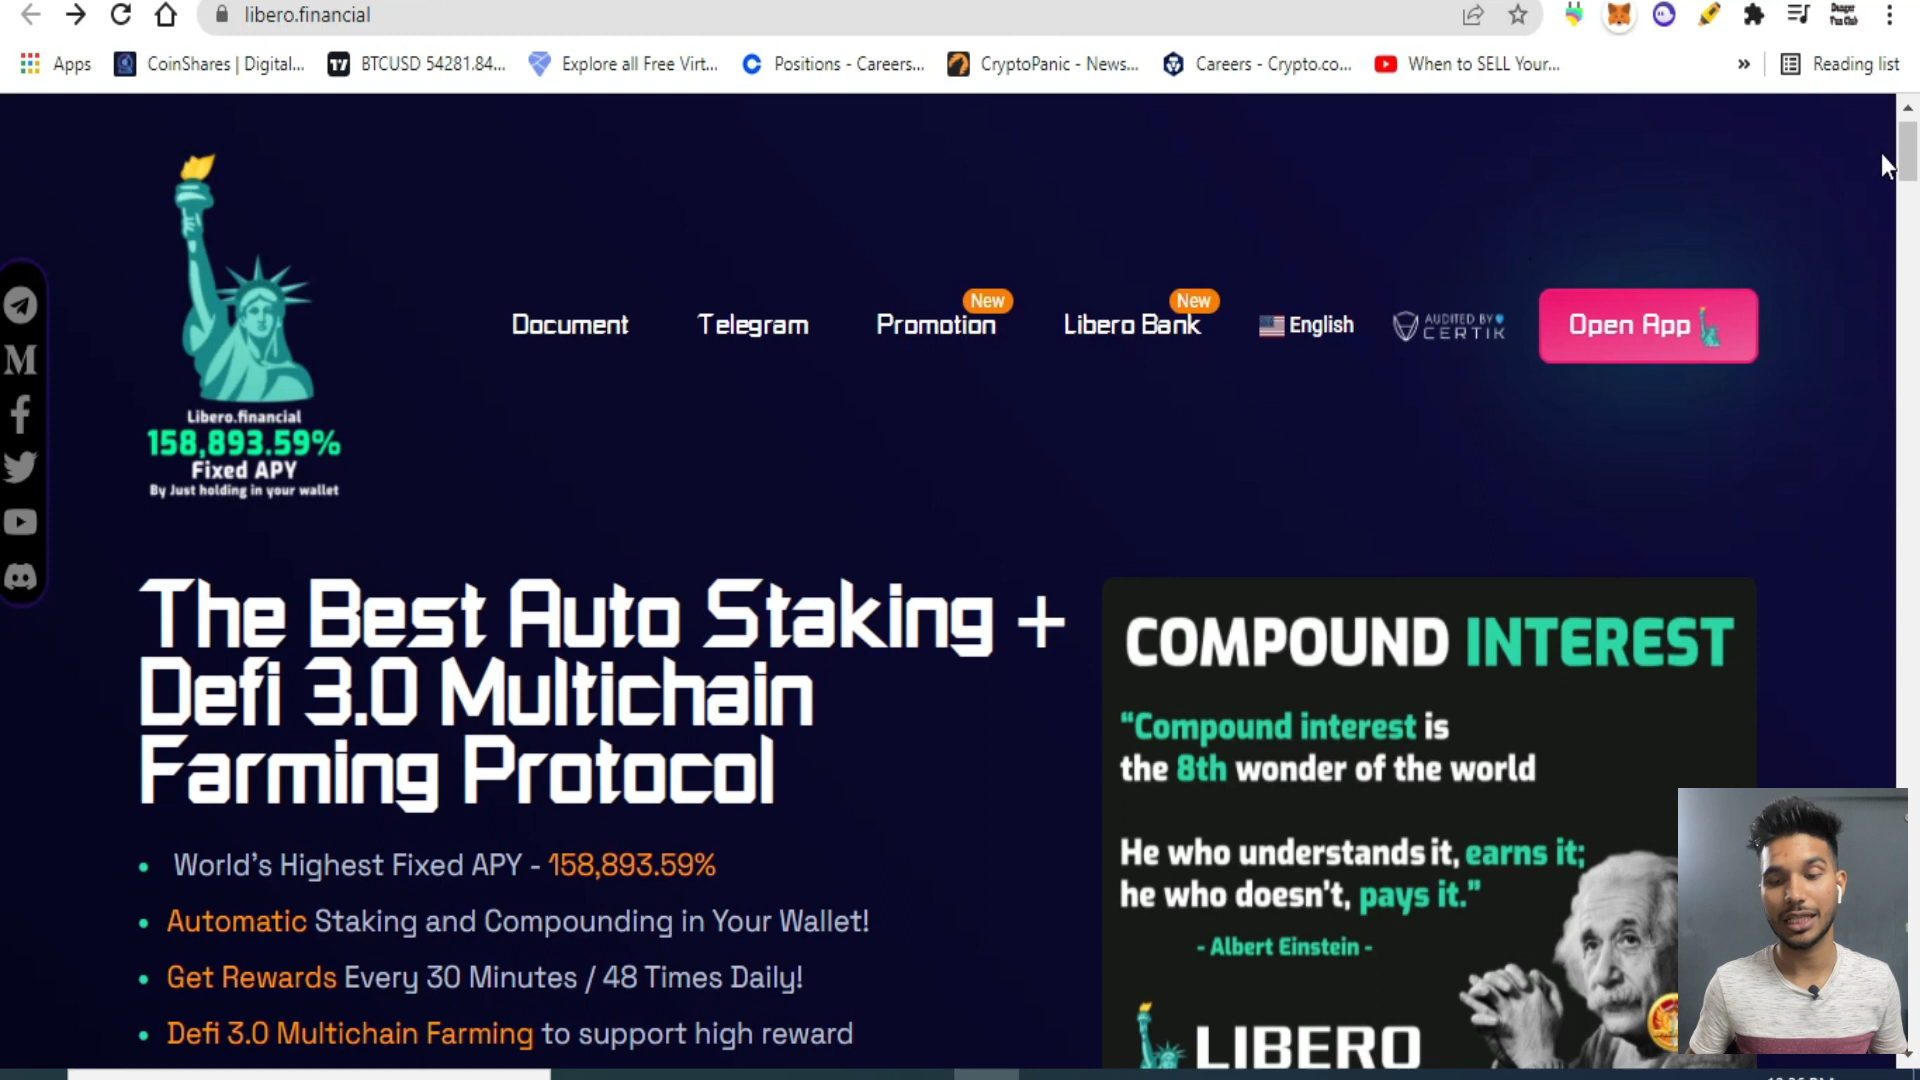 libero.financial
Danger
Fun Club
Apps
CoinShares | Digital...
BTCUSD 54281.84...
Explore all Free Virt...
Positions - Careers...
CryptoPanic - News...
Careers - Crypto.co...
When to SELL Your...
»
Reading list
Libero.financial
158,893.59%
Fixed APY
By Just holding in your wallet
Document
Telegram
Promotion
New
Libero Bank
New
English
AUDITED BY
CERTIK
Open App
The Best Auto Staking +
Defi 3.0 Multichain
Farming Protocol
• World's Highest Fixed APY - 158,893.59%
• Automatic Staking and Compounding in Your Wallet!
• Get Rewards Every 30 Minutes / 48 Times Daily!
• Defi 3.0 Multichain Farming to support high reward
COMPOUND INTEREST
“Compound interest is
the 8th wonder of the world
He who understands it, earns it;
he who doesn't, pays it.”
- Albert Einstein -
LIBERO